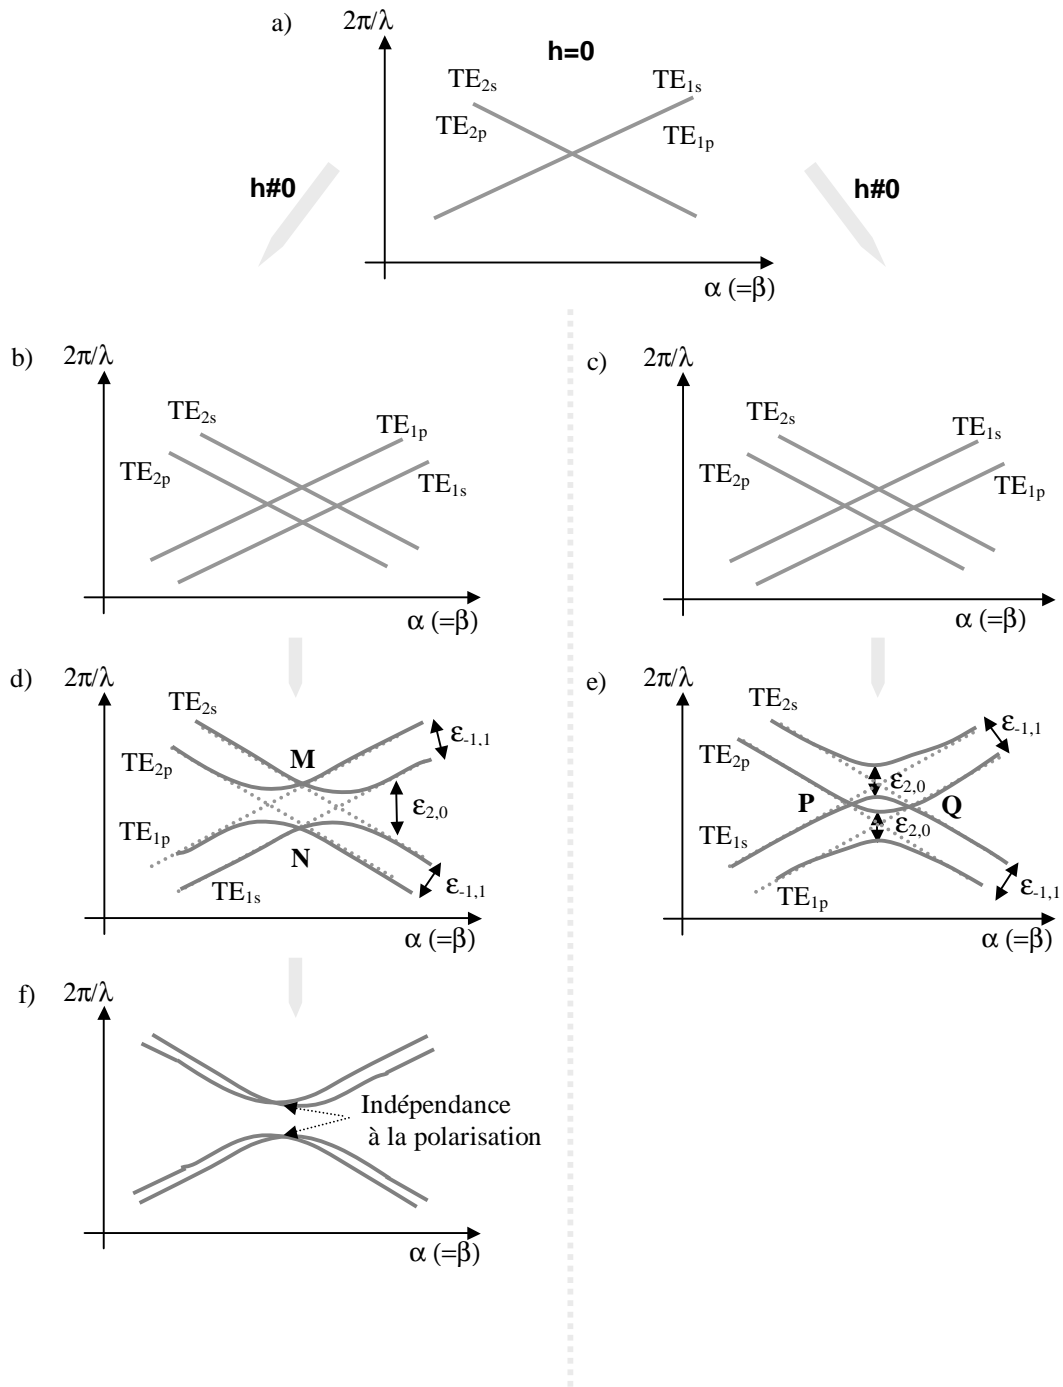 a)
2π/λ
h=0
TE2s
TE1s
TE2p
TE1p
h#0
h#0
α (=β)
b)
2π/λ
TE2s
TE1p
TE2p
TE1s
α (=β)
c)
2π/λ
TE2s
TE1s
TE2p
TE1p
α (=β)
d)
2π/λ
TE2s
ε-1,1
M
TE2p
ε2,0
TE1p
N
ε-1,1
TE1s
α (=β)
e)
2π/λ
TE2s
ε-1,1
TE2p
ε2,0
P
Q
ε2,0
TE1s
ε-1,1
TE1p
α (=β)
f)
2π/λ
Indépendance
à la polarisation
α (=β)